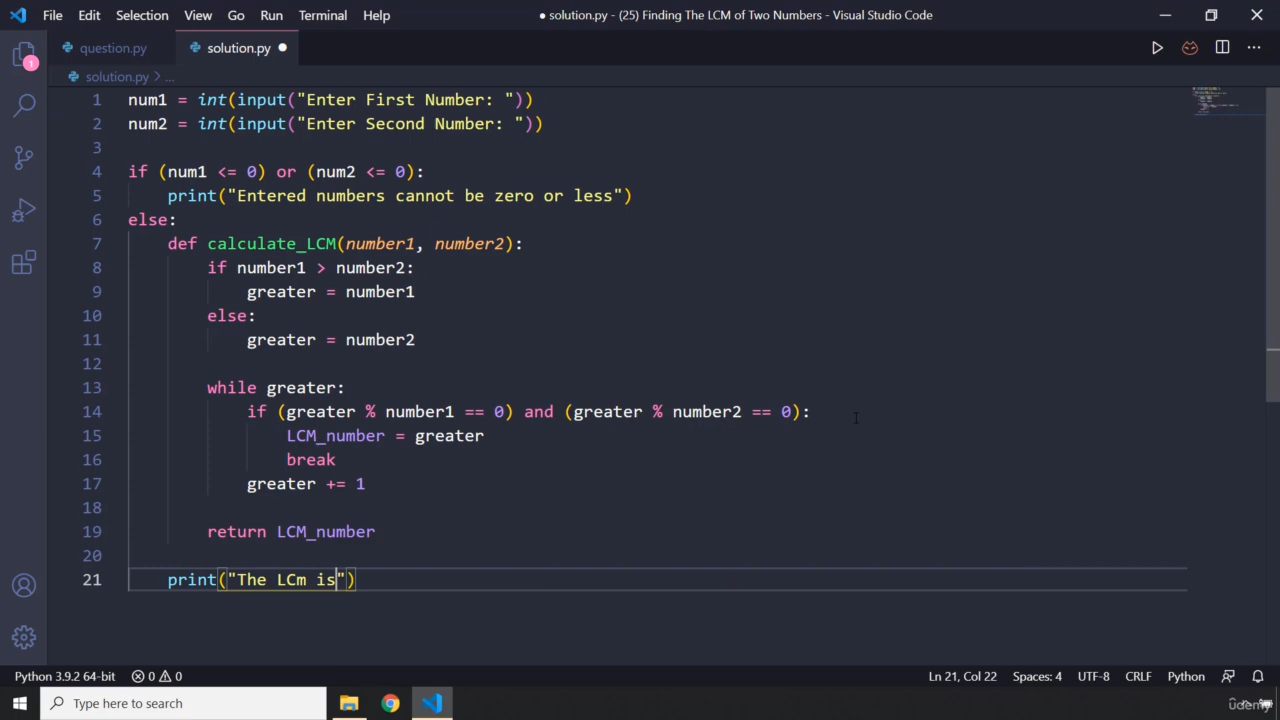 File Edit Selection View Go Run Terminal Help ● solution.py - (25) Finding The LCM of Two Numbers - Visual Studio Code
question.py solution.py ●
1 solution.py > ...
1 num1 = int(input("Enter First Number: "))
2 num2 = int(input("Enter Second Number: "))
3
4 if (num1 <= 0) or (num2 <= 0):
5     print("Entered numbers cannot be zero or less")
6 else:
7     def calculate_LCM(number1, number2):
8         if number1 > number2:
9             greater = number1
10         else:
11             greater = number2
12
13         while greater:
14             if (greater % number1 == 0) and (greater % number2 == 0):
15                 LCM_number = greater
16                 break
17             greater += 1
18
19         return LCM_number
20
21     print("The LCm is")
Python 3.9.2 64-bit 0 0 Ln 21, Col 22 Spaces: 4 UTF-8 CRLF Python
Type here to search Udemy